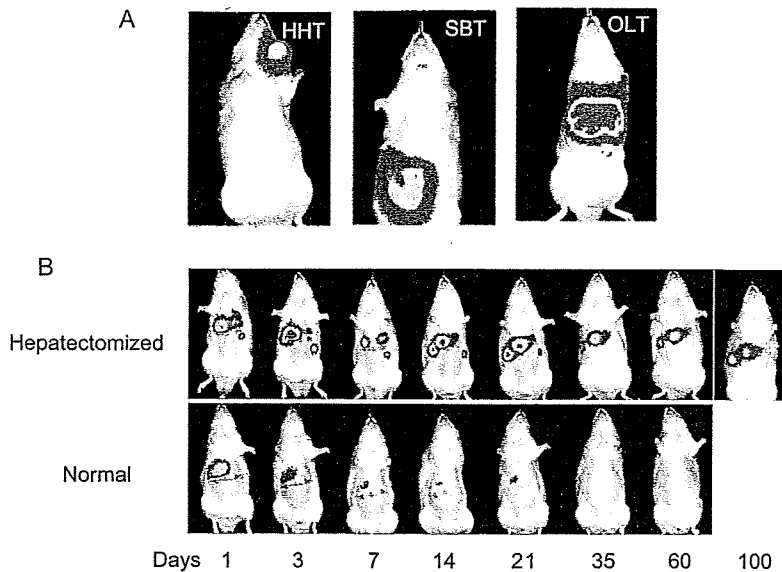 A
HHT
SBT
OLT
B
Hepatectomized
Normal
Days 1 3 7 14 21 35 60 100